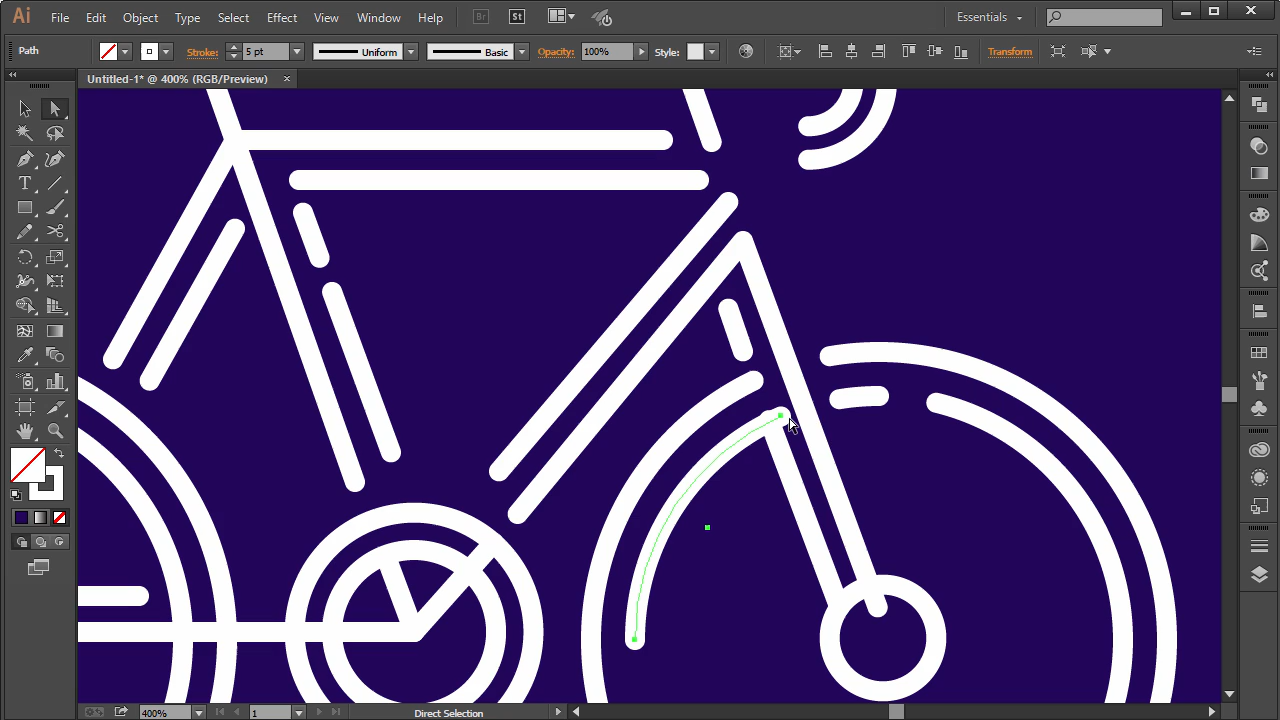 Ai File Edit Object Type Select Effect View Window Help Br St Essentials
Path Stroke: 5 pt Uniform Basic Opacity: 100% Style: Transform
Untitled-1* @ 400% (RGB/Preview) ×
T
400% 1 Direct Selection